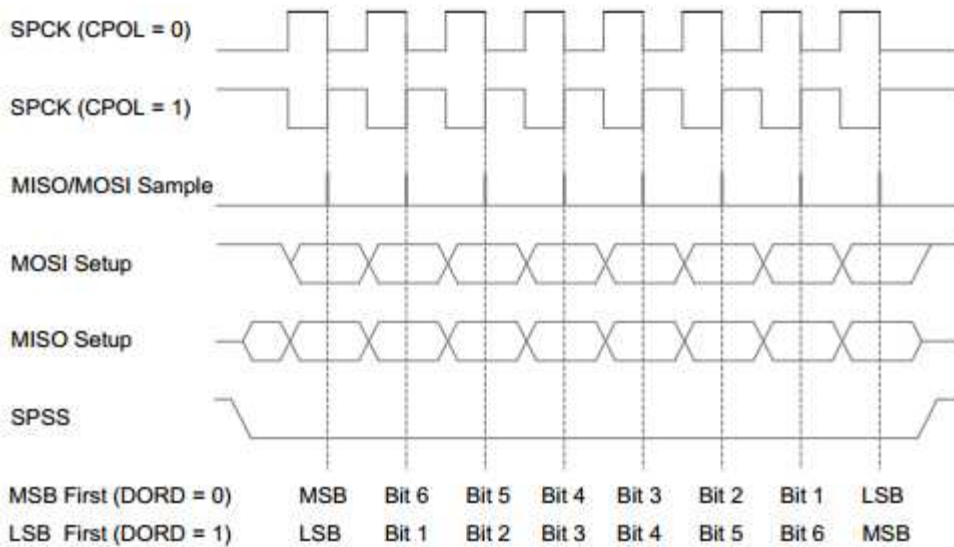 SPCK (CPOL = 0)
SPCK (CPOL = 1)
MISO/MOSI Sample
MOSI Setup
MISO Setup
SPSS
MSB First (DORD = 0) MSB Bit 6 Bit 5 Bit 4 Bit 3 Bit 2 Bit 1 LSB
LSB First (DORD = 1) LSB Bit 1 Bit 2 Bit 3 Bit 4 Bit 5 Bit 6 MSB